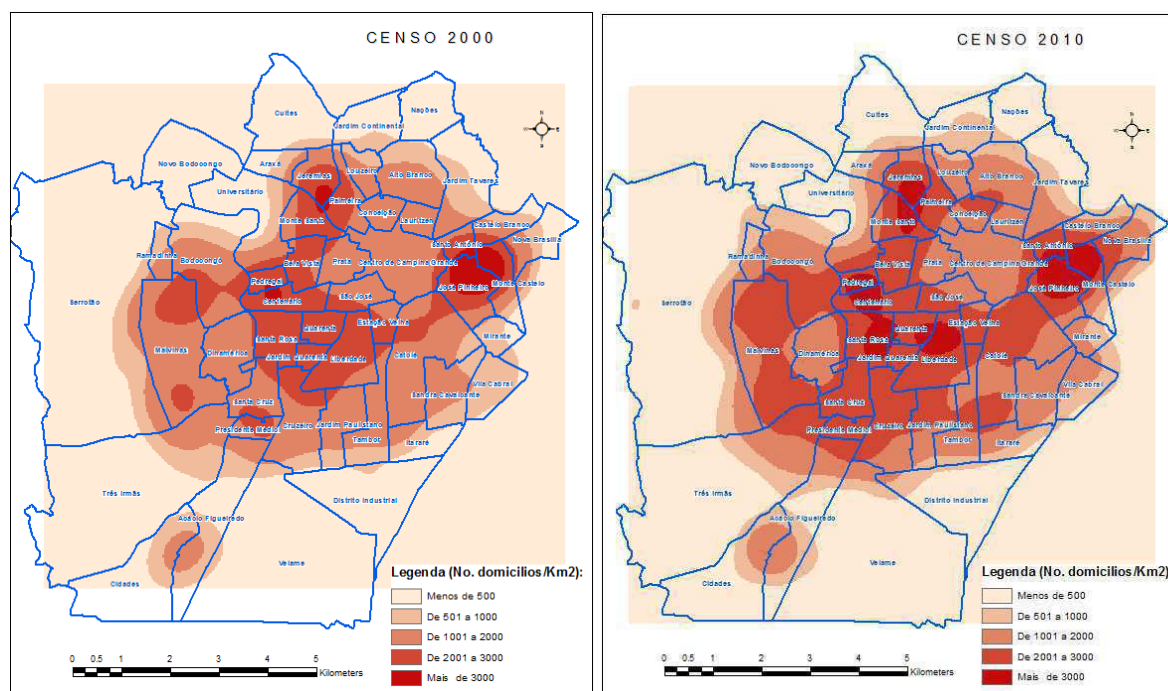 CENSO 2000
Cuités
Nações
Jardim Continental
Novo Bodocongo
Araxá
Jeremias
Louzeiro
Alto Branco
Jardim Tavares
Universitário
Palmeira
Monte Santo
Conceição
Lauritzen
Castelo Branco
Santo Antônio
Nova Brasília
Ramadinha
Bodocongó
Bela Vista
Prata
Centro de Campina Grande
Pedregal
Centenário
São José
José Pinheiro
Monte Castelo
Serrotão
Quarenta
Estação Velha
Santa Rosa
Mirante
Malvinas
Dinamérica
Jardim Quarenta
Liberdade
Catolé
Vila Cabral
Sandra Cavalcante
Santa Cruz
Presidente Médici
Cruzeiro
Jardim Paulistano
Tambor
Itararé
Três Irmãs
Distrito Industrial
Acácio Figueiredo
Velame
Cidades
Legenda (No. domicilios/Km2):
Menos de 500
De 501 a 1000
De 1001 a 2000
De 2001 a 3000
Mais de 3000
0 0.5 1 2 3 4 5
Kilometers
CENSO 2010
Nações
Cuités
Jardim Continental
Novo Bodocongo
Araxá
Jeremias
Louzeiro
Alto Branco
Jardim Tavares
Universitário
Palmeira
Monte Santo
Conceição
Lauritzen
Castelo Branco
Santo Antônio
Nova Brasília
Ramadinha
Bodocongó
Bela Vista
Prata
Centro de Campina Grande
Pedregal
Centenário
São José
José Pinheiro
Monte Castelo
Serrotão
Quarenta
Estação Velha
Santa Rosa
Mirante
Malvinas
Dinamérica
Jardim Quarenta
Liberdade
Catolé
Vila Cabral
Sandra Cavalcante
Santa Cruz
Presidente Médici
Cruzeiro
Jardim Paulistano
Tambor
Itararé
Três Irmãs
Distrito Industrial
Acácio Figueiredo
Velame
Cidades
Legenda (No. domicilios/Km2)
Menos de 500
De 501 a 1000
De 1001 a 2000
De 2001 a 3000
Mais de 3000
0 0.5 1 2 3 4 5
Kilometers